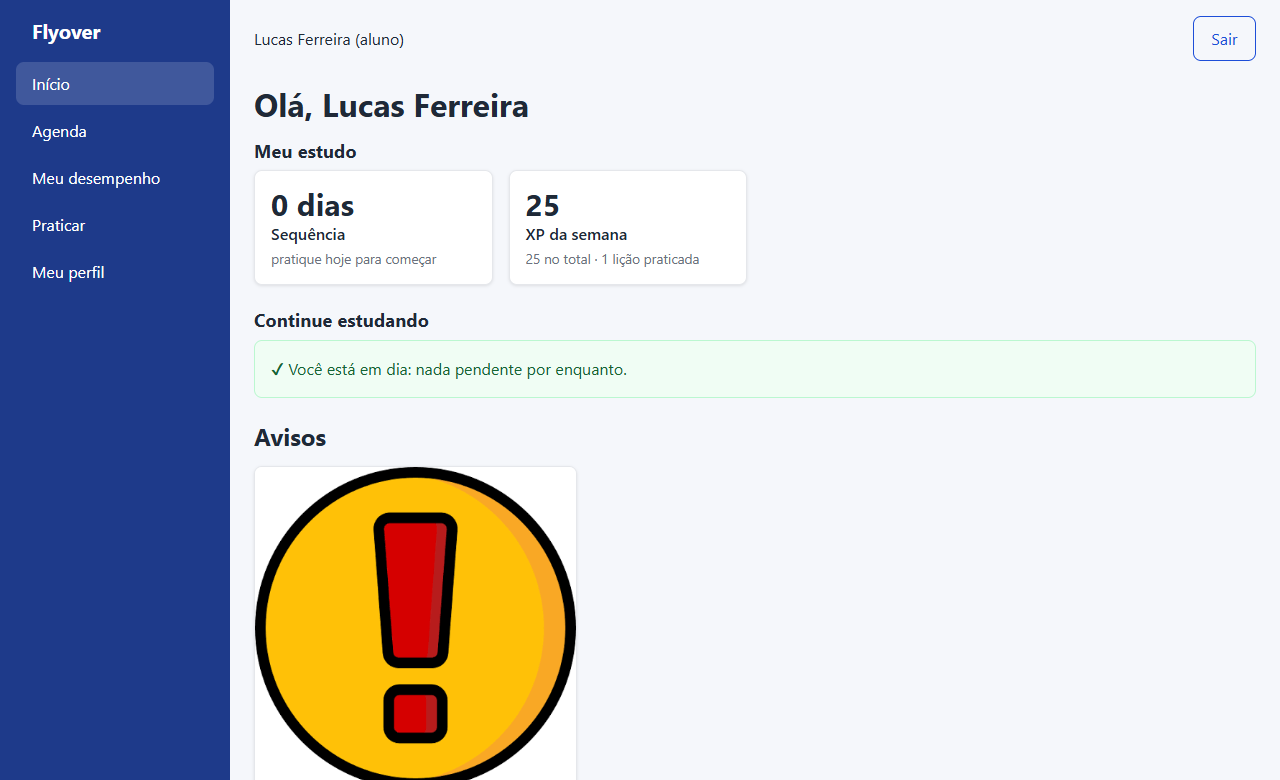 Flyover
Início
Agenda
Meu desempenho
Praticar
Meu perfil
Lucas Ferreira (aluno)
Sair
Olá, Lucas Ferreira
Meu estudo
0 dias
Sequência
pratique hoje para começar
25
XP da semana
25 no total · 1 lição praticada
Continue estudando
✓ Você está em dia: nada pendente por enquanto.
Avisos